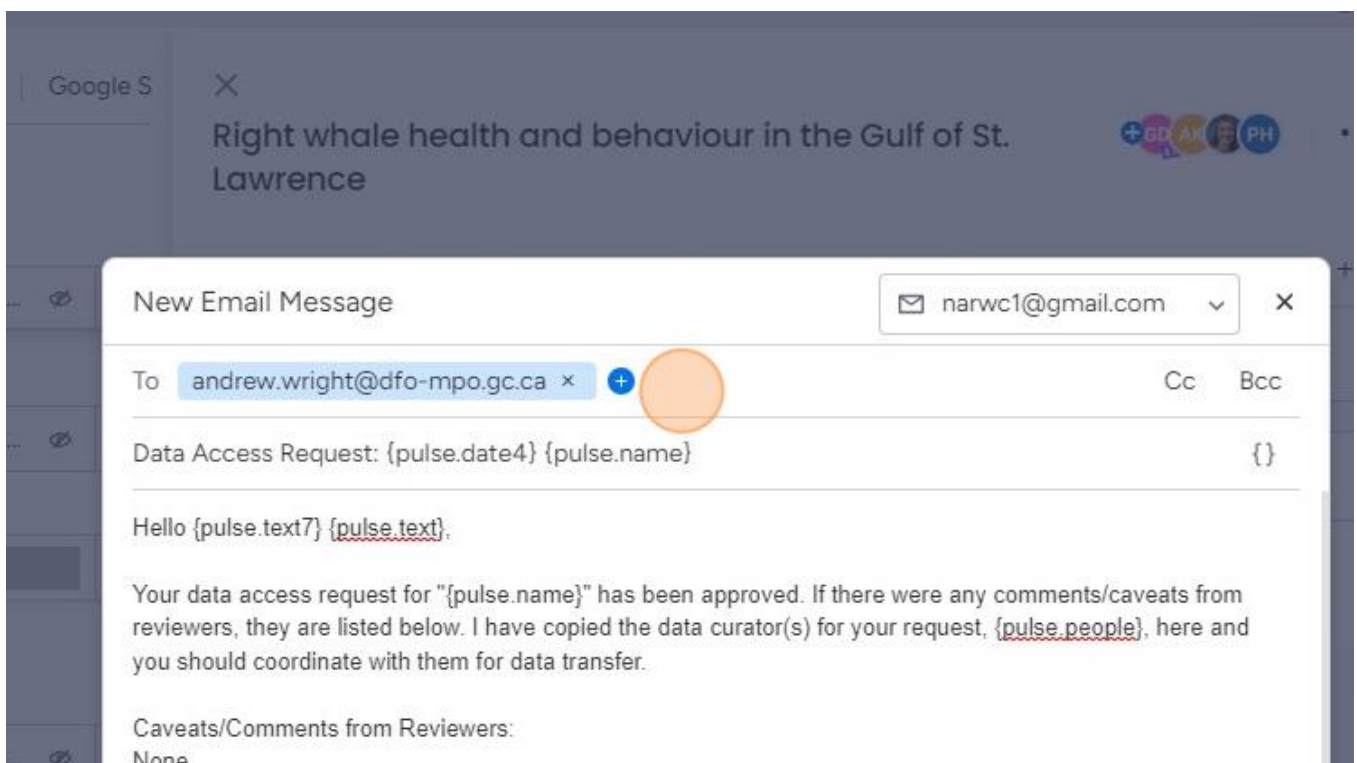 Google S
Right whale health and behaviour in the Gulf of St.
Lawrence
GD AK PH
New Email Message
narwc1@gmail.com
To andrew.wright@dfo-mpo.gc.ca × Cc Bcc
Data Access Request: {pulse.date4} {pulse.name} {}
Hello {pulse.text7} {pulse.text},
Your data access request for "{pulse.name}" has been approved. If there were any comments/caveats from
reviewers, they are listed below. I have copied the data curator(s) for your request, {pulse.people}, here and
you should coordinate with them for data transfer.
Caveats/Comments from Reviewers:
None